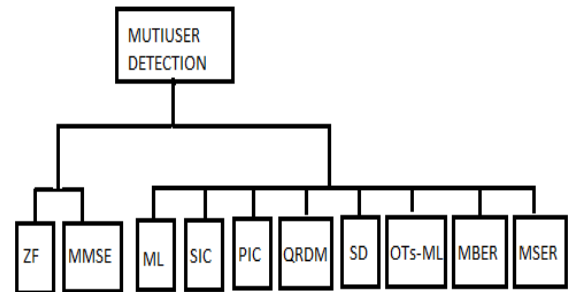 MUTIUSER
DETECTION
ZF
MMSE
ML
SIC
PIC
QRDM
SD
OTs-ML
MBER
MSER